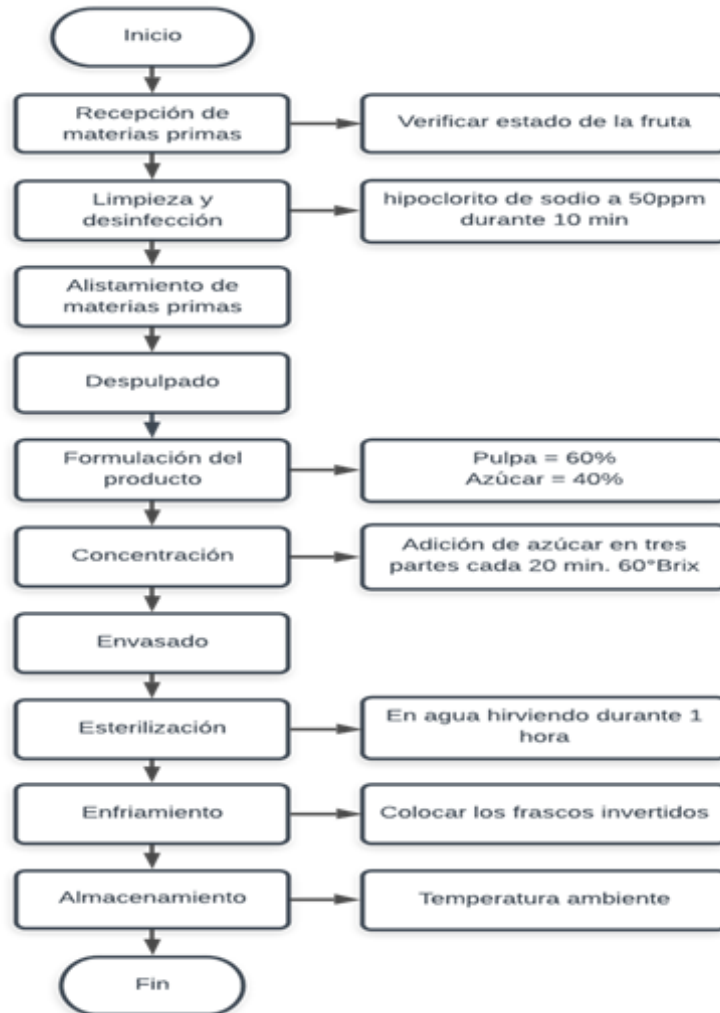 Inicio
Recepción de
materias primas
Verificar estado de la fruta
Limpieza y
desinfección
hipoclorito de sodio a 50ppm
durante 10 min
Alistamiento de
materias primas
Despulpado
Formulación del
producto
Pulpa = 60%
Azúcar = 40%
Concentración
Adición de azúcar en tres
partes cada 20 min. 60°Brix
Envasado
Esterilización
En agua hirviendo durante 1
hora
Enfriamiento
Colocar los frascos invertidos
Almacenamiento
Temperatura ambiente
Fin